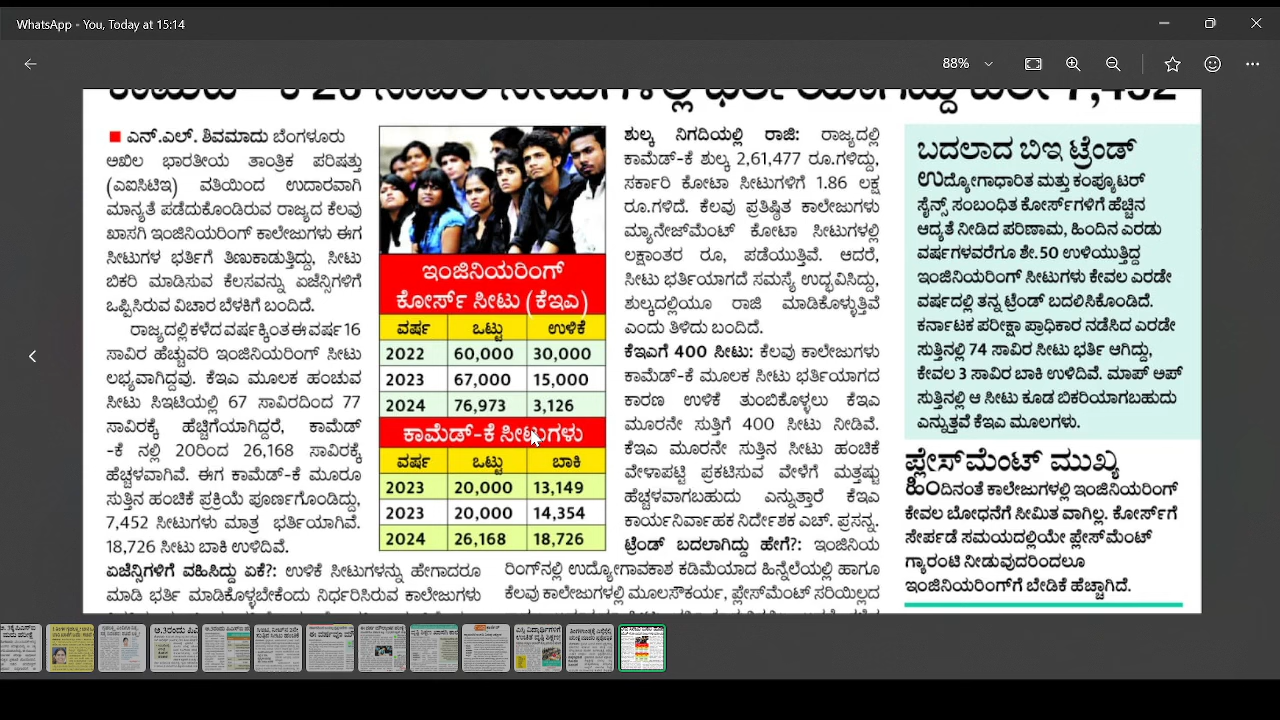 WhatsApp - You, Today at 15:14
88%
ಎನ್.ಎಲ್. ಶಿವಮಾದು ಬೆಂಗಳೂರು
ಅಖಿಲ ಭಾರತೀಯ ತಾಂತ್ರಿಕ ಪರಿಷತ್ತು
(ಎಐಸಿಟಿಇ) ವತಿಯಿಂದ ಉದಾರವಾಗಿ
ಮಾನ್ಯತೆ ಪಡೆದುಕೊಂಡಿರುವ ರಾಜ್ಯದ ಕೆಲವು
ಖಾಸಗಿ ಇಂಜಿನಿಯರಿಂಗ್ ಕಾಲೇಜುಗಳು ಈಗ
ಸೀಟುಗಳ ಭರ್ತಿಗೆ ತಿಣುಕಾಡುತ್ತಿದ್ದು, ಸೀಟು
ಬಿಕರಿ ಮಾಡಿಸುವ ಕೆಲಸವನ್ನು ಏಜೆನ್ಸಿಗಳಿಗೆ
ಒಪ್ಪಿಸಿರುವ ವಿಚಾರ ಬೆಳಕಿಗೆ ಬಂದಿದೆ.
ರಾಜ್ಯದಲ್ಲಿ ಕಳೆದ ವರ್ಷಕ್ಕಿಂತ ಈ ವರ್ಷ 16
ಸಾವಿರ ಹೆಚ್ಚುವರಿ ಇಂಜಿನಿಯರಿಂಗ್ ಸೀಟು
ಲಭ್ಯವಾಗಿದ್ದವು. ಕೆಇಎ ಮೂಲಕ ಹಂಚುವ
ಸೀಟು ಸಿಇಟಿಯಲ್ಲಿ 67 ಸಾವಿರದಿಂದ 77
ಸಾವಿರಕ್ಕೆ ಹೆಚ್ಚಿಗೆಯಾಗಿದ್ದರೆ, ಕಾಮೆಡ್
-ಕೆ ನಲ್ಲಿ 20ರಿಂದ 26,168 ಸಾವಿರಕ್ಕೆ
ಹೆಚ್ಚಳವಾಗಿವೆ. ಈಗ ಕಾಮೆಡ್-ಕೆ ಮೂರೂ
ಸುತ್ತಿನ ಹಂಚಿಕೆ ಪ್ರಕ್ರಿಯೆ ಪೂರ್ಣಗೊಂಡಿದ್ದು,
7,452 ಸೀಟುಗಳು ಮಾತ್ರ ಭರ್ತಿಯಾಗಿವೆ.
18,726 ಸೀಟು ಬಾಕಿ ಉಳಿದಿವೆ.
ಏಜೆನ್ಸಿಗಳಿಗೆ ವಹಿಸಿದ್ದು ಏಕೆ?: ಉಳಿಕೆ ಸೀಟುಗಳನ್ನು ಹೇಗಾದರೂ
ಮಾಡಿ ಭರ್ತಿ ಮಾಡಿಕೊಳ್ಳಬೇಕೆಂದು ನಿರ್ಧರಿಸಿರುವ ಕಾಲೇಜುಗಳು
ಇಂಜಿನಿಯರಿಂಗ್
ಕೋರ್ಸ್ ಸೀಟು (ಕೆಇಎ)
ವರ್ಷ ಒಟ್ಟು ಉಳಿಕೆ
2022 60,000 30,000
2023 67,000 15,000
2024 76,973 3,126
ಕಾಮೆಡ್-ಕೆ ಸೀಟುಗಳು
ವರ್ಷ ಒಟ್ಟು ಬಾಕಿ
2023 20,000 13,149
2023 20,000 14,354
2024 26,168 18,726
ಶುಲ್ಕ ನಿಗದಿಯಲ್ಲಿ ರಾಜಿ: ರಾಜ್ಯದಲ್ಲಿ
ಕಾಮೆಡ್-ಕೆ ಶುಲ್ಕ 2,61,477 ರೂ.ಗಳಿದ್ದು,
ಸರ್ಕಾರಿ ಕೋಟಾ ಸೀಟುಗಳಿಗೆ 1.86 ಲಕ್ಷ
ರೂ.ಗಳಿದೆ. ಕೆಲವು ಪ್ರತಿಷ್ಠಿತ ಕಾಲೇಜುಗಳು
ಮ್ಯಾನೇಜ್‌ಮೆಂಟ್ ಕೋಟಾ ಸೀಟುಗಳಲ್ಲಿ
ಲಕ್ಷಾಂತರ ರೂ, ಪಡೆಯುತ್ತಿವೆ. ಆದರೆ,
ಸೀಟು ಭರ್ತಿಯಾಗದೆ ಸಮಸ್ಯೆ ಉದ್ಭವಿಸಿದ್ದು,
ಶುಲ್ಕದಲ್ಲಿಯೂ ರಾಜಿ ಮಾಡಿಕೊಳ್ಳುತ್ತಿವೆ
ಎಂದು ತಿಳಿದು ಬಂದಿದೆ.
ಕೆಇಎಗೆ 400 ಸೀಟು: ಕೆಲವು ಕಾಲೇಜುಗಳು
ಕಾಮೆಡ್-ಕೆ ಮೂಲಕ ಸೀಟು ಭರ್ತಿಯಾಗದ
ಕಾರಣ ಉಳಿಕೆ ತುಂಬಿಕೊಳ್ಳಲು ಕೆಇಎ
ಮೂರನೇ ಸುತ್ತಿಗೆ 400 ಸೀಟು ನೀಡಿವೆ.
ಕೆಇಎ ಮೂರನೇ ಸುತ್ತಿನ ಸೀಟು ಹಂಚಿಕೆ
ವೇಳಾಪಟ್ಟಿ ಪ್ರಕಟಿಸುವ ವೇಳೆಗೆ ಮತ್ತಷ್ಟು
ಹೆಚ್ಚಳವಾಗಬಹುದು ಎನ್ನುತ್ತಾರೆ ಕೆಇಎ
ಕಾರ್ಯನಿರ್ವಾಹಕ ನಿರ್ದೇಶಕ ಎಚ್. ಪ್ರಸನ್ನ.
ಟ್ರೆಂಡ್ ಬದಲಾಗಿದ್ದು ಹೇಗೆ?: ಇಂಜಿನಿಯ
ರಿಂಗ್‌ನಲ್ಲಿ ಉದ್ಯೋಗಾವಕಾಶ ಕಡಿಮೆಯಾದ ಹಿನ್ನೆಲೆಯಲ್ಲಿ ಹಾಗೂ
ಕೆಲವು ಕಾಲೇಜುಗಳಲ್ಲಿ ಮೂಲಸೌಕರ್ಯ, ಪ್ಲೇಸ್‌ಮೆಂಟ್ ಸರಿಯಿಲ್ಲದ
ಬದಲಾದ ಬಿಇ ಟ್ರೆಂಡ್
ಉದ್ಯೋಗಾಧಾರಿತ ಮತ್ತು ಕಂಪ್ಯೂಟರ್
ಸೈನ್ಸ್ ಸಂಬಂಧಿತ ಕೋರ್ಸ್‌ಗಳಿಗೆ ಹೆಚ್ಚಿನ
ಆದ್ಯತೆ ನೀಡಿದ ಪರಿಣಾಮ, ಹಿಂದಿನ ಎರಡು
ವರ್ಷಗಳವರೆಗೂ ಶೇ.50 ಉಳಿಯುತ್ತಿದ್ದ
ಇಂಜಿನಿಯರಿಂಗ್ ಸೀಟುಗಳು ಕೇವಲ ಎರಡೇ
ವರ್ಷದಲ್ಲಿ ತನ್ನ ಟ್ರೆಂಡ್ ಬದಲಿಸಿಕೊಂಡಿದೆ.
ಕರ್ನಾಟಕ ಪರೀಕ್ಷಾ ಪ್ರಾಧಿಕಾರ ನಡೆಸಿದ ಎರಡೇ
ಸುತ್ತಿನಲ್ಲಿ 74 ಸಾವಿರ ಸೀಟು ಭರ್ತಿ ಆಗಿದ್ದು,
ಕೇವಲ 3 ಸಾವಿರ ಬಾಕಿ ಉಳಿದಿವೆ. ಮಾಪ್ ಅಪ್
ಸುತ್ತಿನಲ್ಲಿ ಆ ಸೀಟು ಕೂಡ ಬಿಕರಿಯಾಗಬಹುದು
ಎನ್ನುತ್ತವೆ ಕೆಇಎ ಮೂಲಗಳು.
ಪ್ಲೇಸ್‌ಮೆಂಟ್ ಮುಖ್ಯ
ಹಿಂದಿನಂತೆ ಕಾಲೇಜುಗಳಲ್ಲಿ ಇಂಜಿನಿಯರಿಂಗ್
ಕೇವಲ ಬೋಧನೆಗೆ ಸೀಮಿತ ವಾಗಿಲ್ಲ. ಕೋರ್ಸ್‌ಗೆ
ಸೇರ್ಪಡೆ ಸಮಯದಲ್ಲಿಯೇ ಪ್ಲೇಸ್‌ಮೆಂಟ್
ಗ್ಯಾರಂಟಿ ನೀಡುವುದರಿಂದಲೂ
ಇಂಜಿನಿಯರಿಂಗ್‌ಗೆ ಬೇಡಿಕೆ ಹೆಚ್ಚಾಗಿದೆ.